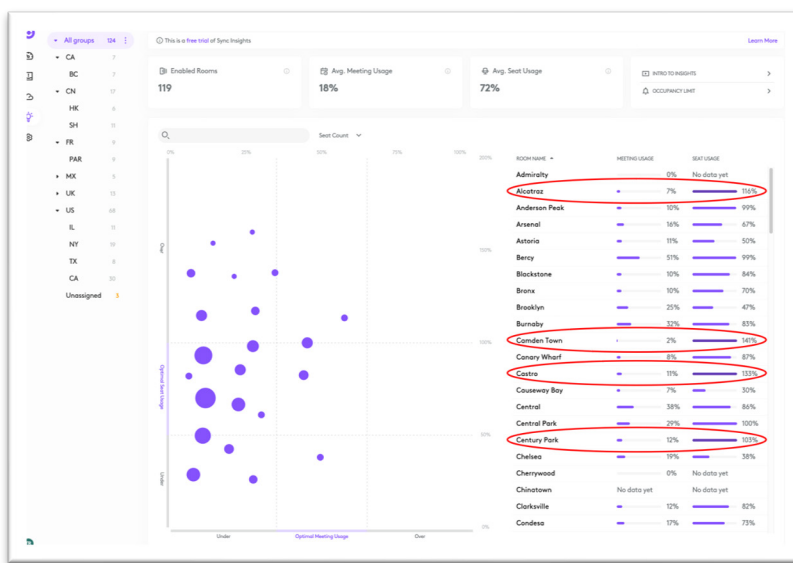 All groups 124
This is a free trial of Sync Insights
Learn More
CA 7
BC 7
CN 17
HK 6
SH 11
FR 9
PAR 9
MX 5
UK 13
US 68
IL 13
NY
TX 8
CA 30
Unassigned 3
Enabled Rooms
119
Avg. Meeting Usage
18%
Avg. Seat Usage
72%
INTRO TO INSIGHTS
OCCUPANCY LIMIT
Seat Count
0% 25% 50% 75% 100%
200%
150%
100%
50%
0%
Over
Optimal Seat Usage
Under
Under Optimal Meeting Usage Over
ROOM NAME MEETING USAGE SEAT USAGE
Admiralty 0% No data yet
Alcatraz 7% 116%
Anderson Peak 10% 99%
Arsenal 16% 67%
Astoria 11% 50%
Bercy 51% 99%
Blackstone 10% 84%
Bronx 10% 70%
Brooklyn 25% 47%
Burnaby 32% 83%
Camden Town 2% 141%
Canary Wharf 8% 87%
Castro 11% 133%
Causeway Bay 7% 30%
Central 38% 86%
Central Park 29% 100%
Century Park 12% 103%
Chelsea 19% 38%
Cherrywood 0% No data yet
Chinatown No data yet No data yet
Clarksville 12% 82%
Condesa 17% 73%